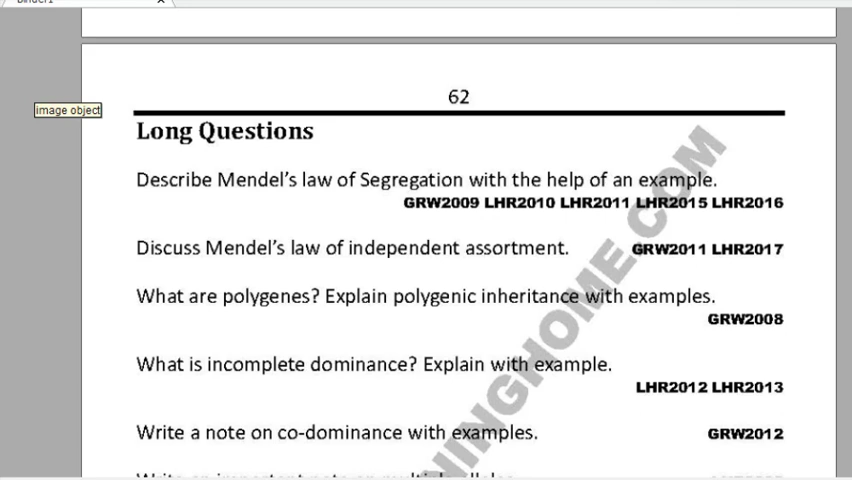 62
image object
Long Questions
Describe Mendel's law of Segregation with the help of an example.
GRW2009 LHR2010 LHR2011 LHR2015 LHR2016
Discuss Mendel's law of independent assortment. GRW2011 LHR2017
What are polygenes? Explain polygenic inheritance with examples.
GRW2008
What is incomplete dominance? Explain with example.
LHR2012 LHR2013
Write a note on co-dominance with examples. GRW2012
NINGHOME.COM